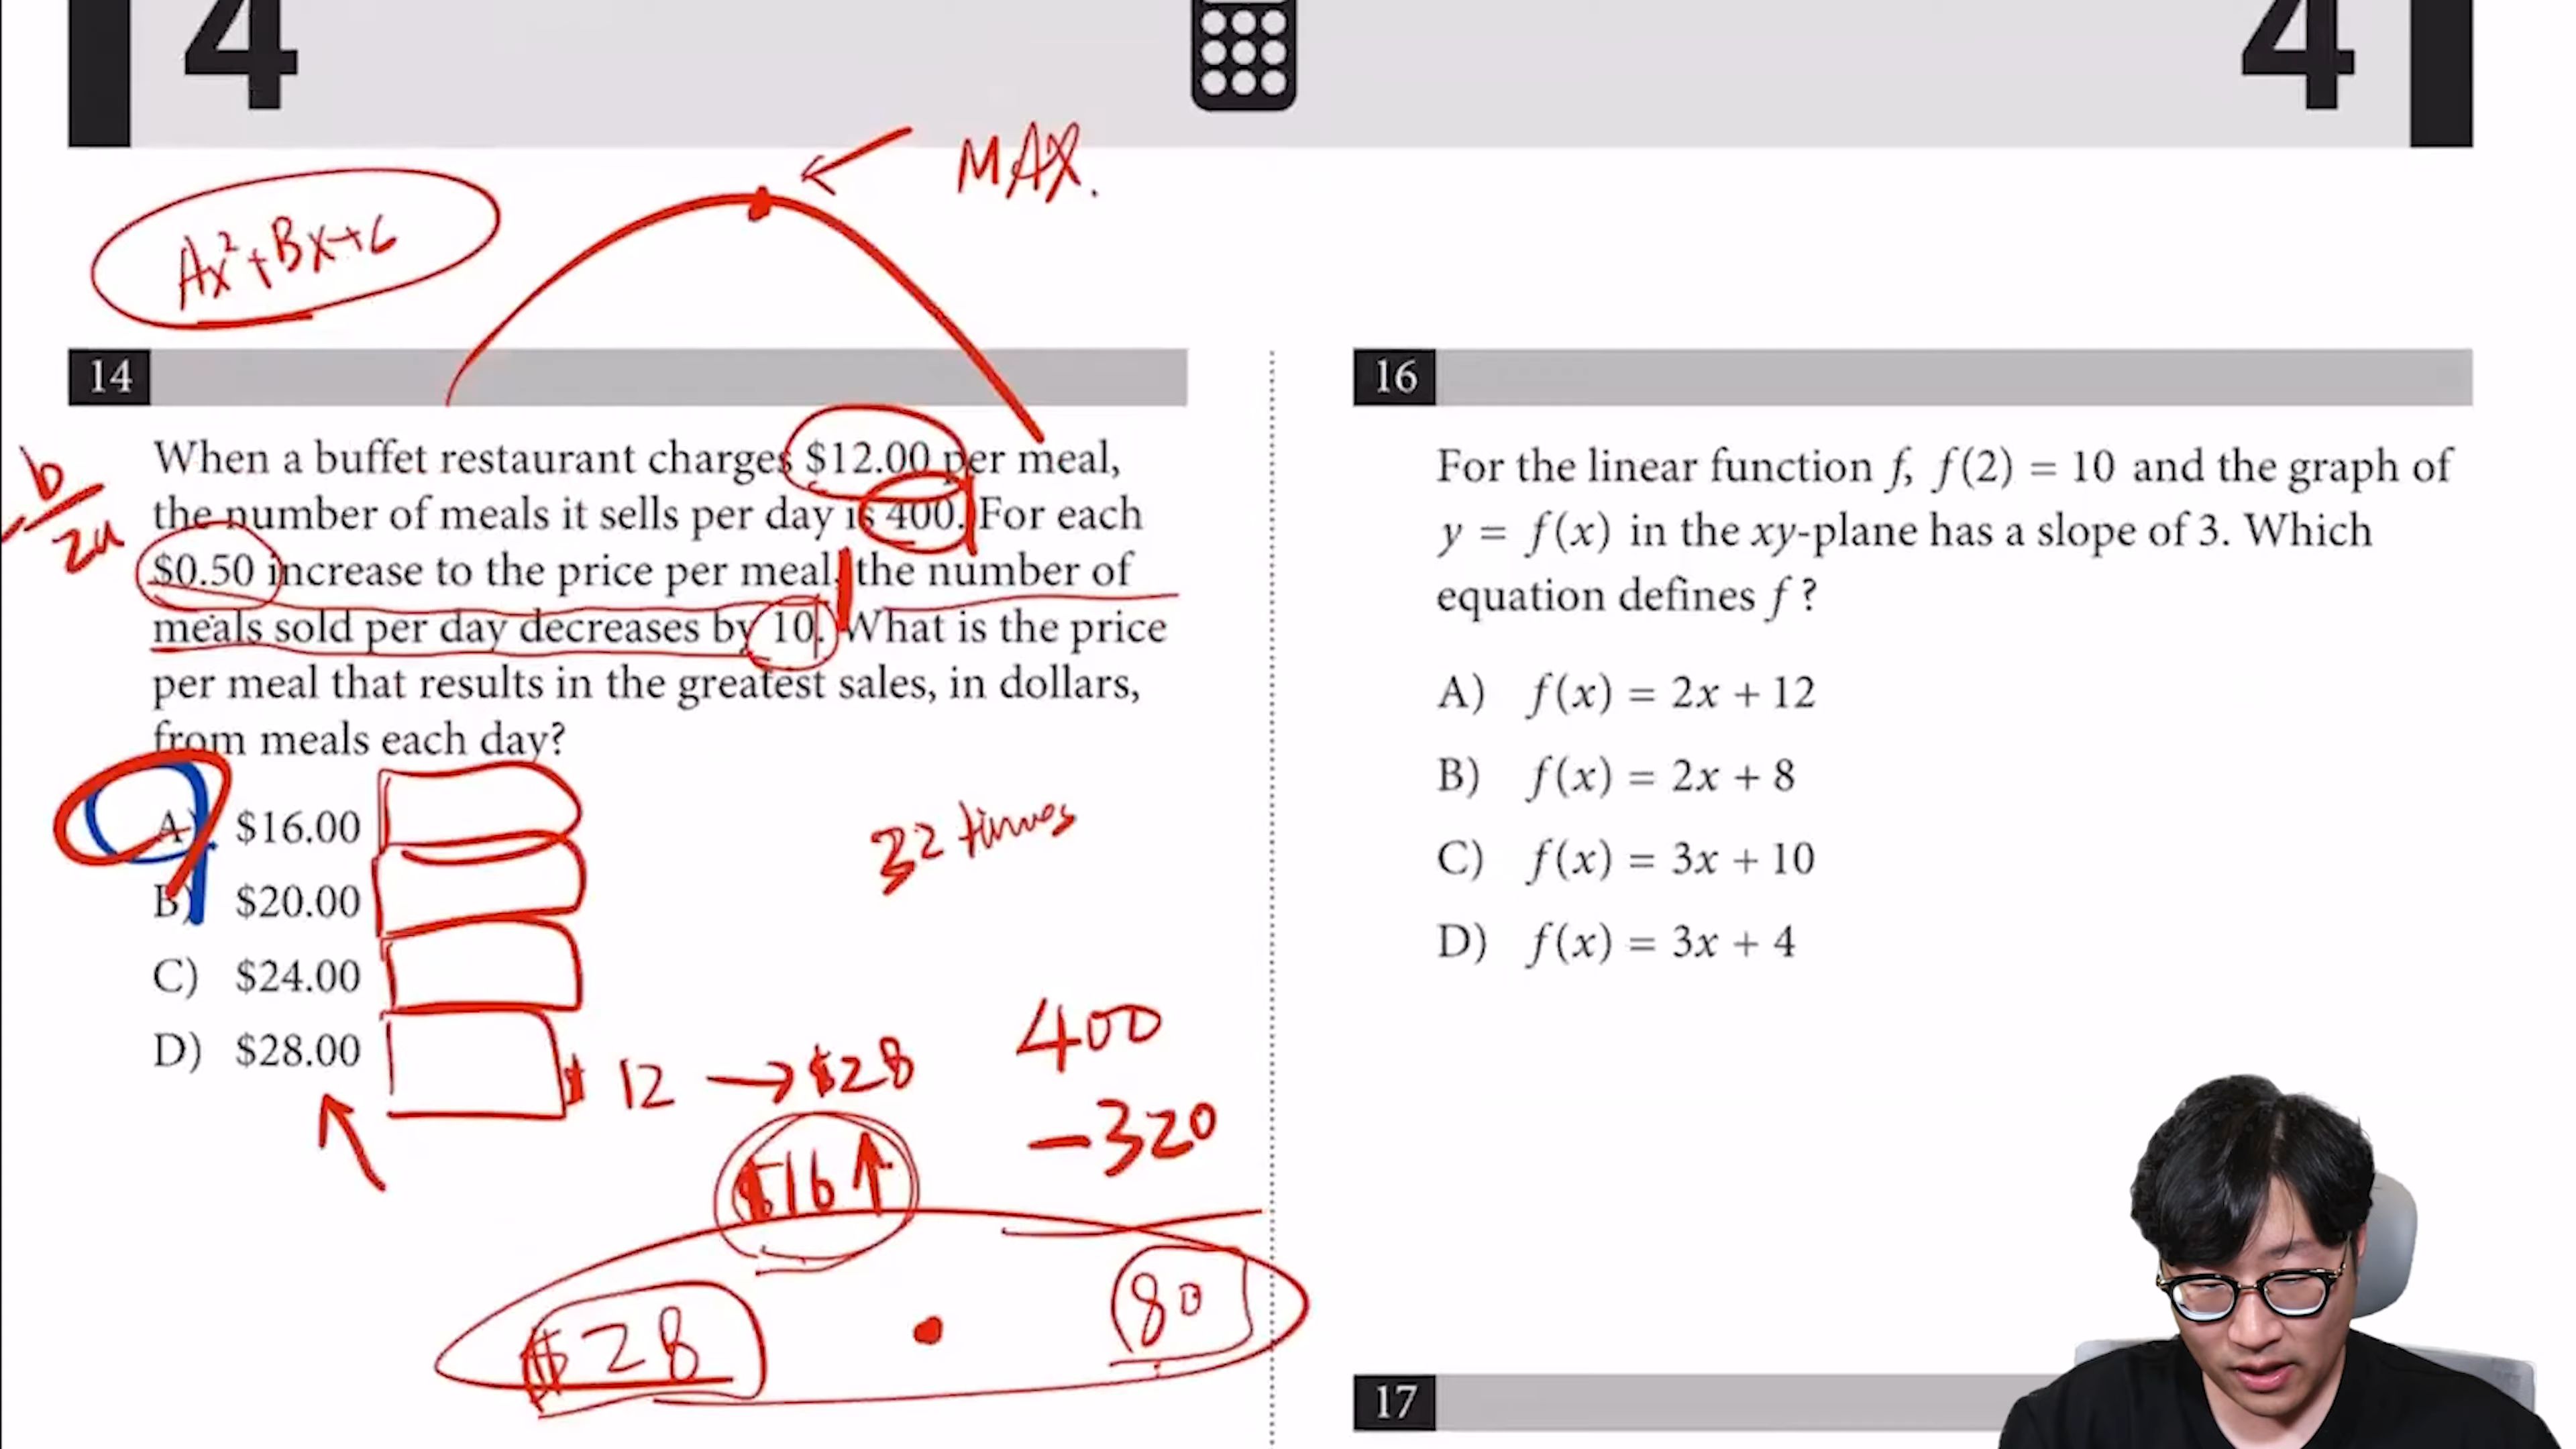 4
4
MAX.
Ax²+Bx+C
14
When a buffet restaurant charges $12.00 per meal,
the number of meals it sells per day is 400. For each
$0.50 increase to the price per meal, the number of
meals sold per day decreases by 10. What is the price
per meal that results in the greatest sales, in dollars,
from meals each day?
-b/2a
A) $16.00
B) $20.00
C) $24.00
D) $28.00
32 times
$12 → $28
$16↑
400
-320
$28 • 80
16
For the linear function f, f(2) = 10 and the graph of
y = f(x) in the xy-plane has a slope of 3. Which
equation defines f ?
A) f(x) = 2x + 12
B) f(x) = 2x + 8
C) f(x) = 3x + 10
D) f(x) = 3x + 4
17